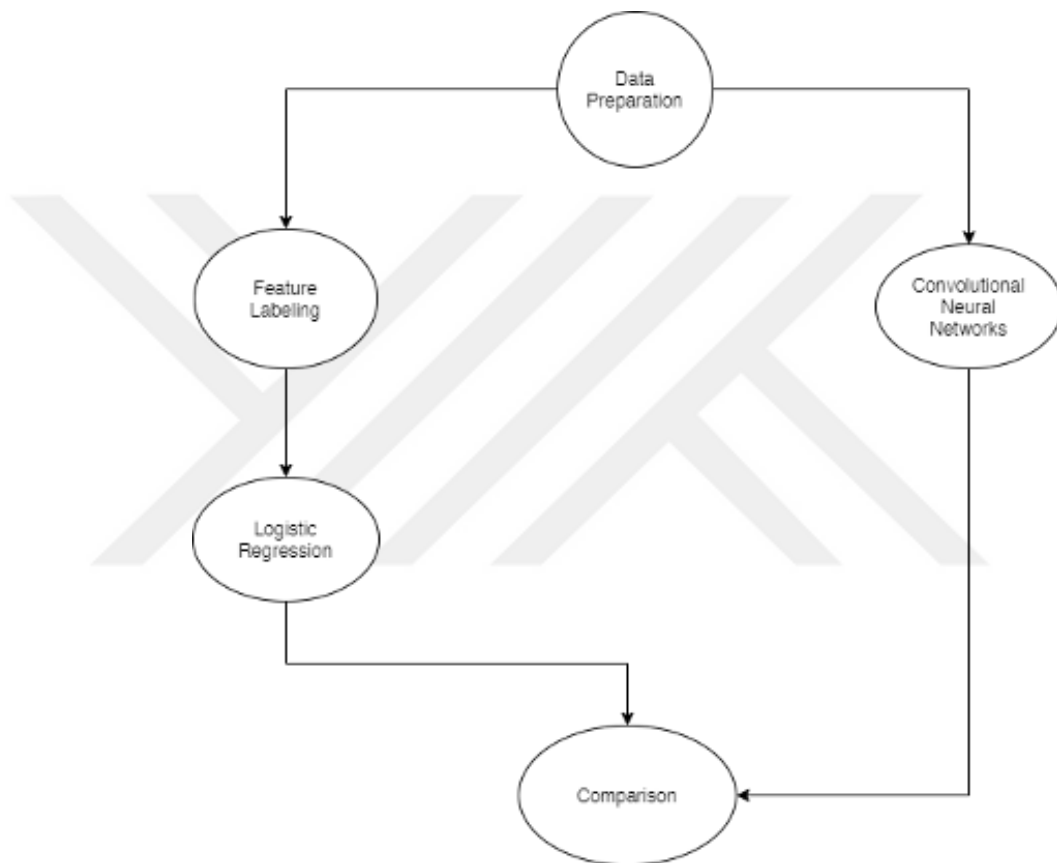 Data
Preparation
Feature
Labeling
Convolutional
Neural
Networks
Logistic
Regression
Comparison